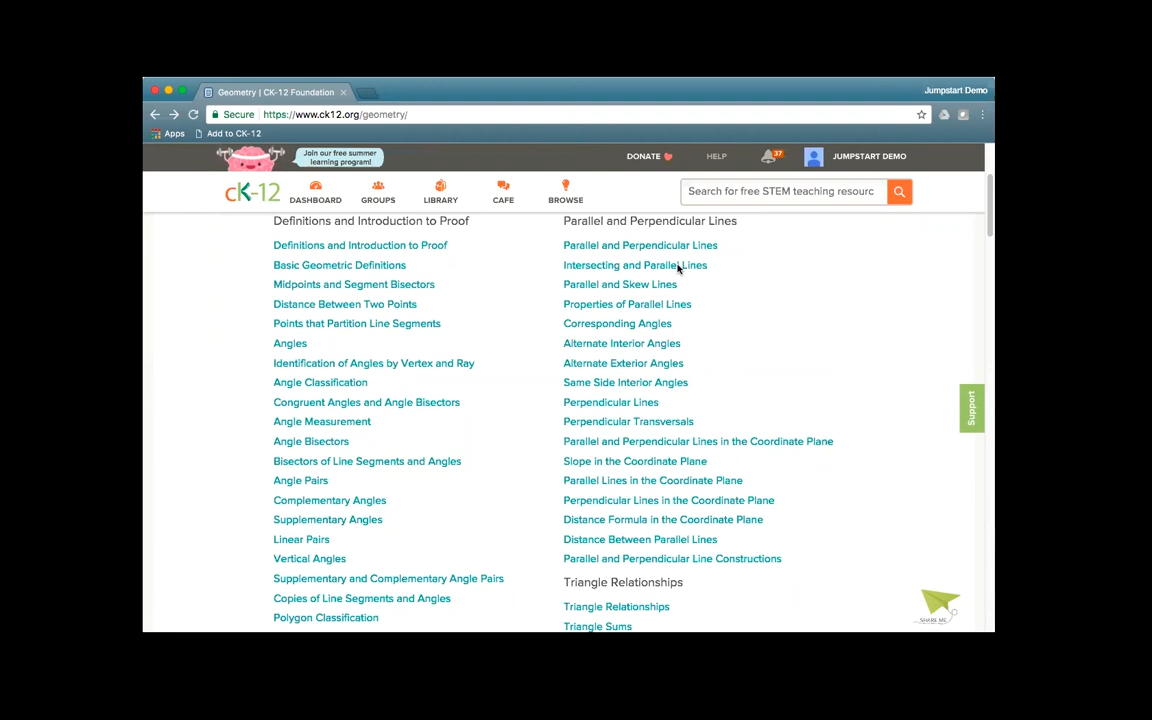 Geometry | CK-12 Foundation
Jumpstart Demo
Secure https://www.ck12.org/geometry/
Apps Add to CK-12
Join our free summer
learning program!
DONATE HELP 37 JUMPSTART DEMO
cK-12 DASHBOARD GROUPS LIBRARY CAFE BROWSE
Search for free STEM teaching resourc
Definitions and Introduction to Proof
Definitions and Introduction to Proof
Basic Geometric Definitions
Midpoints and Segment Bisectors
Distance Between Two Points
Points that Partition Line Segments
Angles
Identification of Angles by Vertex and Ray
Angle Classification
Congruent Angles and Angle Bisectors
Angle Measurement
Angle Bisectors
Bisectors of Line Segments and Angles
Angle Pairs
Complementary Angles
Supplementary Angles
Linear Pairs
Vertical Angles
Supplementary and Complementary Angle Pairs
Copies of Line Segments and Angles
Polygon Classification
Parallel and Perpendicular Lines
Parallel and Perpendicular Lines
Intersecting and Parallel Lines
Parallel and Skew Lines
Properties of Parallel Lines
Corresponding Angles
Alternate Interior Angles
Alternate Exterior Angles
Same Side Interior Angles
Perpendicular Lines
Perpendicular Transversals
Parallel and Perpendicular Lines in the Coordinate Plane
Slope in the Coordinate Plane
Parallel Lines in the Coordinate Plane
Perpendicular Lines in the Coordinate Plane
Distance Formula in the Coordinate Plane
Distance Between Parallel Lines
Parallel and Perpendicular Line Constructions
Triangle Relationships
Triangle Relationships
Triangle Sums
Support
SHARE ME